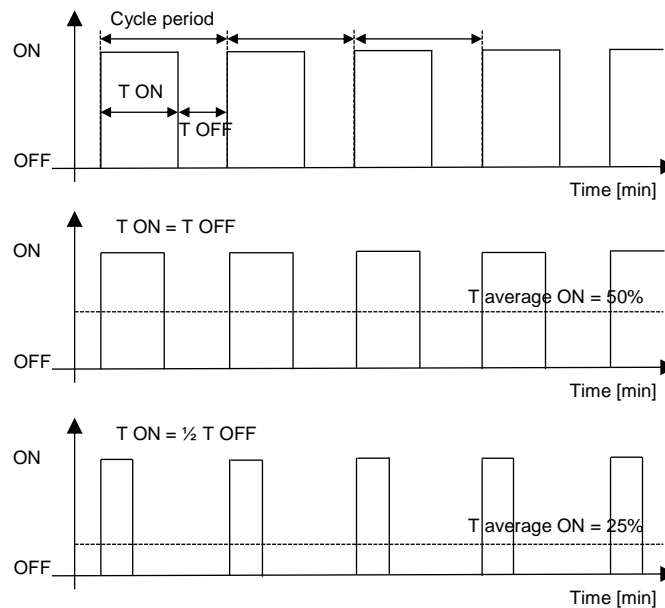 Cycle period
ON
T ON
T OFF
OFF
Time [min]
T ON = T OFF
ON
T average ON = 50%
OFF
Time [min]
T ON = ½ T OFF
ON
T average ON = 25%
OFF
Time [min]